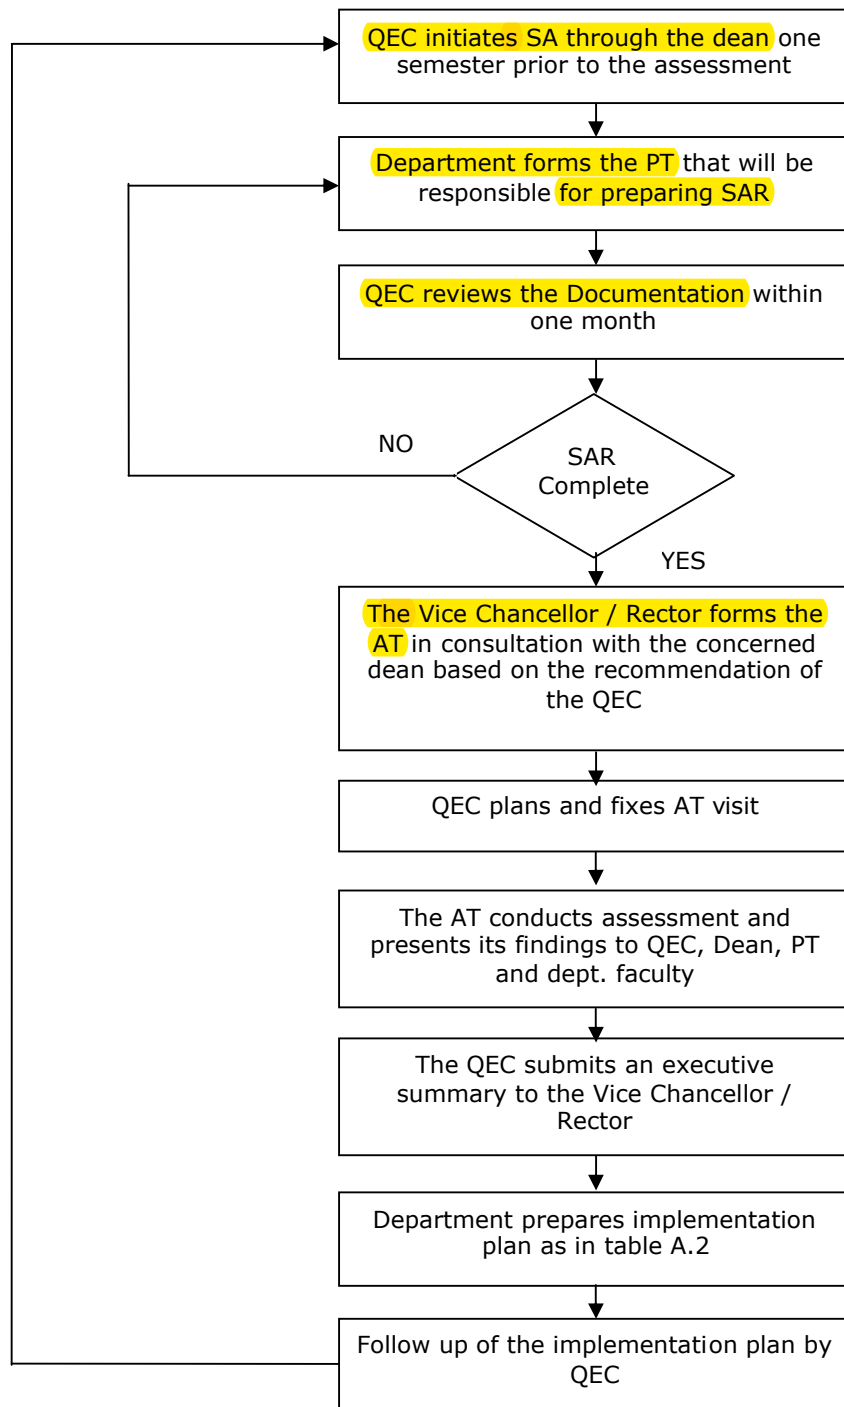 QEC initiates SA through the dean one
semester prior to the assessment
Department forms the PT that will be
responsible for preparing SAR
QEC reviews the Documentation within
one month
NO
SAR
Complete
YES
The Vice Chancellor / Rector forms the
AT in consultation with the concerned
dean based on the recommendation of
the QEC
QEC plans and fixes AT visit
The AT conducts assessment and
presents its findings to QEC, Dean, PT
and dept. faculty
The QEC submits an executive
summary to the Vice Chancellor /
Rector
Department prepares implementation
plan as in table A.2
Follow up of the implementation plan by
QEC